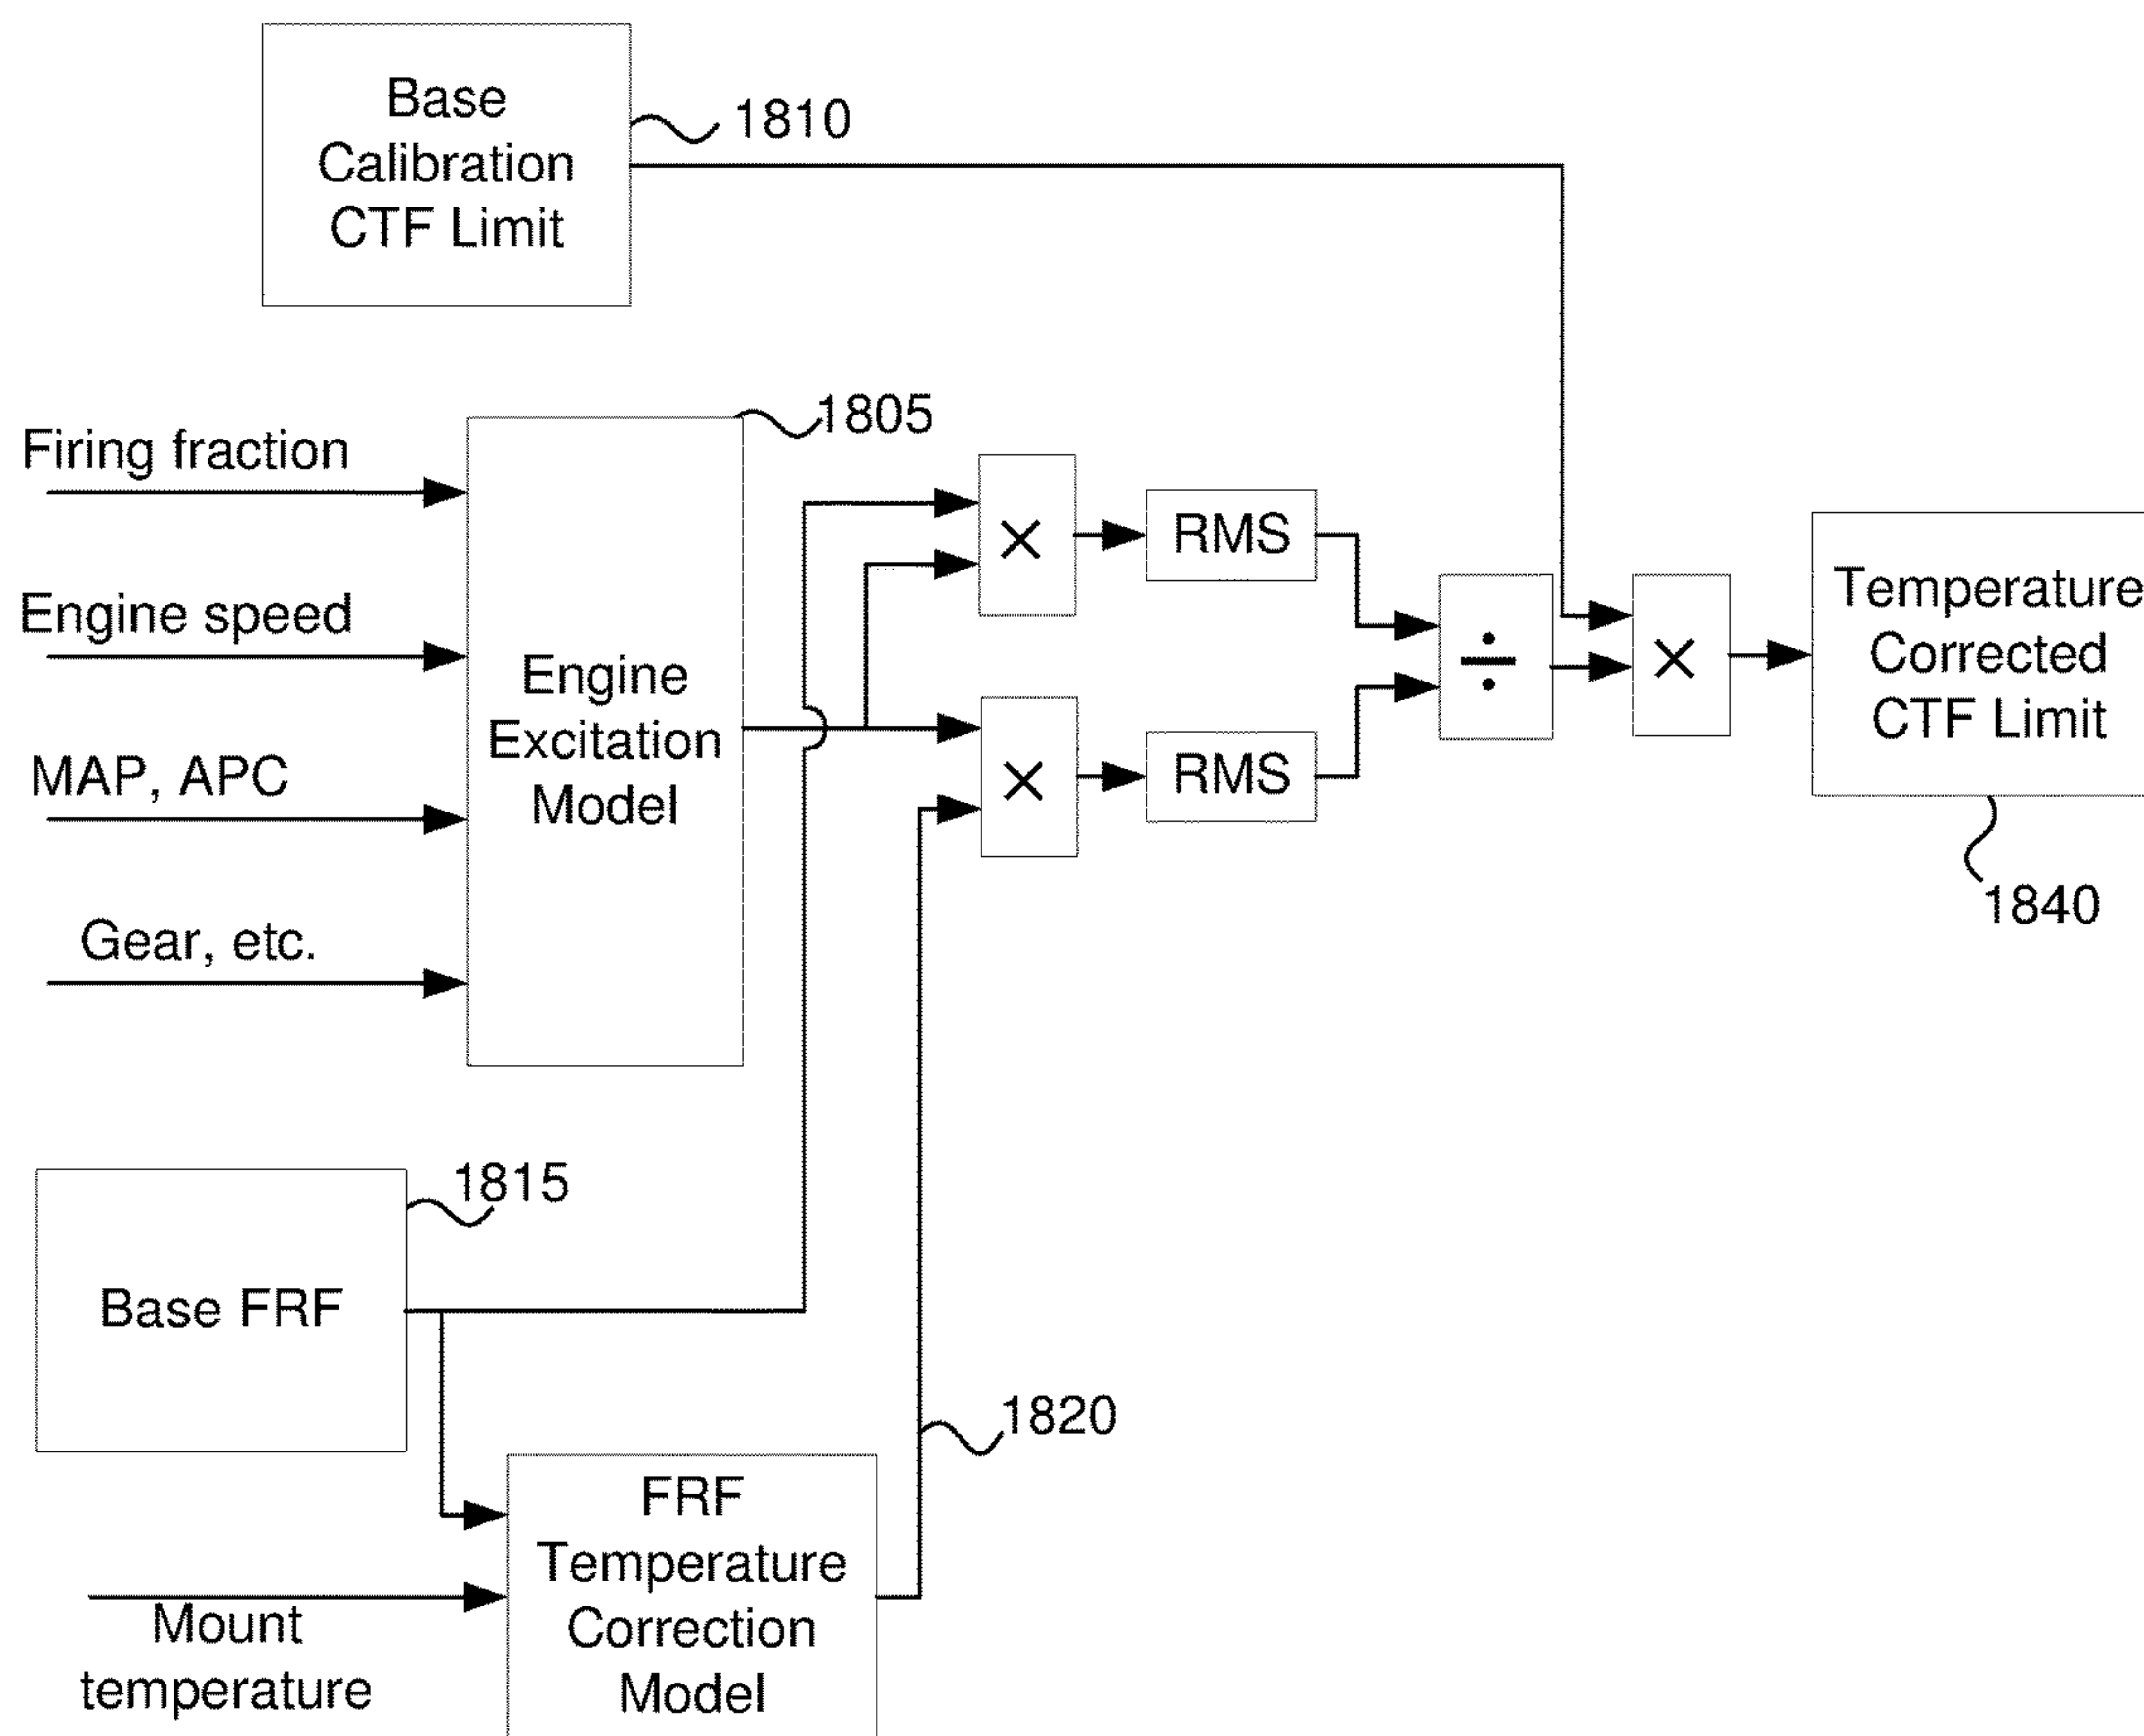 Base
Calibration
CTF Limit
1810
Firing fraction
Engine speed
MAP, APC
Gear, etc.
1805
Engine
Excitation
Model
×
RMS
×
RMS
÷
×
Temperature
Corrected
CTF Limit
1840
1815
Base FRF
1820
FRF
Temperature
Correction
Model
Mount
temperature